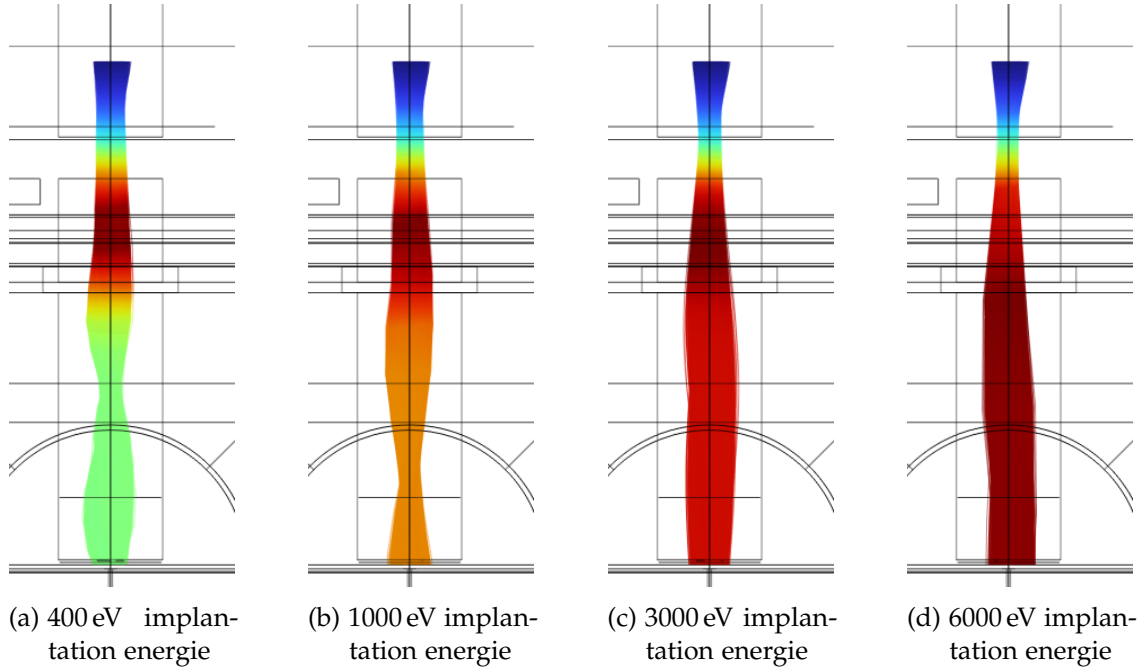 (a) 400 eV implan-
tation energie
(b) 1000 eV implan-
tation energie
(c) 3000 eV implan-
tation energie
(d) 6000 eV implan-
tation energie